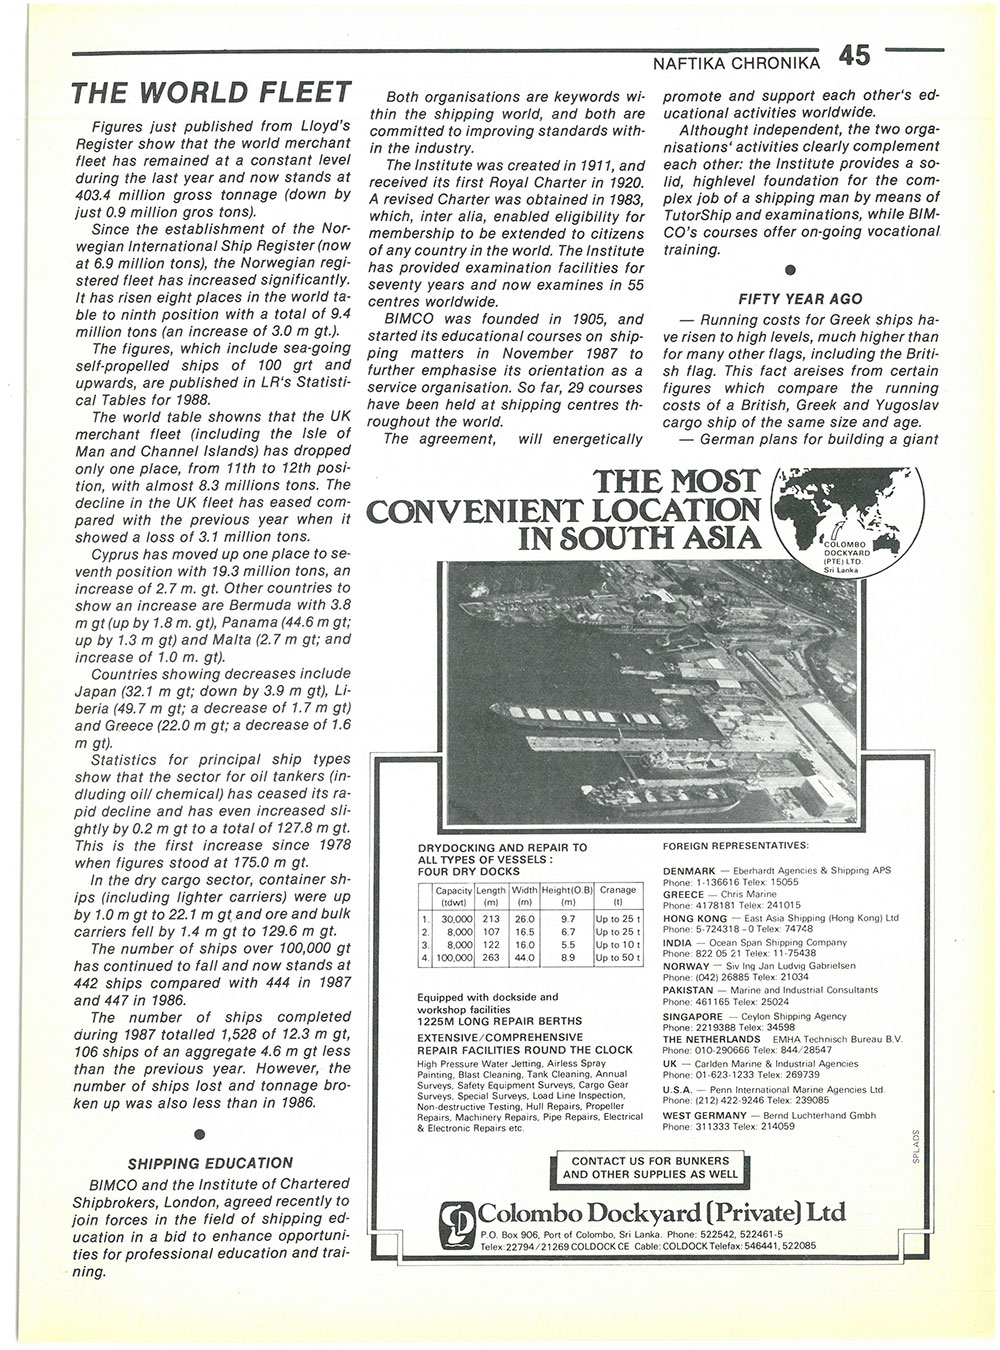 NAFTIKA CHRONIKA 45
THE WORLD FLEET
Figures just published from Lloyd's
Register show that the world merchant
fleet has remained at a constant level
during the last year and now stands at
403.4 million gross tonnage (down by
just 0.9 million gros tons).
Since the establishment of the Nor-
wegian International Ship Register (now
at 6.9 million tons), the Norwegian regi-
stered fleet has increased significantly.
It has risen eight places in the world ta-
ble to ninth position with a total of 9.4
million tons (an increase of 3.0 m gt.).
The figures, which include sea-going
self-propelled ships of 100 grt and
upwards, are published in LR's Statisti-
cal Tables for 1988.
The world table showns that the UK
merchant fleet (including the Isle of
Man and Channel Islands) has dropped
only one place, from 11th to 12th posi-
tion, with almost 8.3 millions tons. The
decline in the UK fleet has eased com-
pared with the previous year when it
showed a loss of 3.1 million tons.
Cyprus has moved up one place to se-
venth position with 19.3 million tons, an
increase of 2.7 m. gt. Other countries to
show an increase are Bermuda with 3.8
m gt (up by 1.8 m. gt), Panama (44.6 m gt;
up by 1.3 m gt) and Malta (2.7 m gt; and
increase of 1.0 m. gt).
Countries showing decreases include
Japan (32.1 m gt; down by 3.9 m gt), Li-
beria (49.7 m gt; a decrease of 1.7 m gt)
and Greece (22.0 m gt; a decrease of 1.6
m gt).
Statistics for principal ship types
show that the sector for oil tankers (in-
dluding oil/ chemical) has ceased its ra-
pid decline and has even increased sli-
ghtly by 0.2 m gt to a total of 127.8 m gt.
This is the first increase since 1978
when figures stood at 175.0 m gt.
In the dry cargo sector, container sh-
ips (including lighter carriers) were up
by 1.0 m gt to 22.1 m gt and ore and bulk
carriers fell by 1.4 m gt to 129.6 m gt.
The number of ships over 100,000 gt
has continued to fall and now stands at
442 ships compared with 444 in 1987
and 447 in 1986.
The number of ships completed
during 1987 totalled 1,528 of 12.3 m gt,
106 ships of an aggregate 4.6 m gt less
than the previous year. However, the
number of ships lost and tonnage bro-
ken up was also less than in 1986.
●
SHIPPING EDUCATION
BIMCO and the Institute of Chartered
Shipbrokers, London, agreed recently to
join forces in the field of shipping ed-
ucation in a bid to enhance opportuni-
ties for professional education and trai-
ning.
Both organisations are keywords wi-
thin the shipping world, and both are
committed to improving standards with-
in the industry.
The Institute was created in 1911, and
received its first Royal Charter in 1920.
A revised Charter was obtained in 1983,
which, inter alia, enabled eligibility for
membership to be extended to citizens
of any country in the world. The Institute
has provided examination facilities for
seventy years and now examines in 55
centres worldwide.
BIMCO was founded in 1905, and
started its educational courses on ship-
ping matters in November 1987 to
further emphasise its orientation as a
service organisation. So far, 29 courses
have been held at shipping centres th-
roughout the world.
The agreement, will energetically
promote and support each other's ed-
ucational activities worldwide.
Althought independent, the two orga-
nisations' activities clearly complement
each other: the Institute provides a so-
lid, highlevel foundation for the com-
plex job of a shipping man by means of
TutorShip and examinations, while BIM-
CO's courses offer on-going vocational
training.
●
FIFTY YEAR AGO
— Running costs for Greek ships ha-
ve risen to high levels, much higher than
for many other flags, including the Briti-
sh flag. This fact areises from certain
figures which compare the running
costs of a British, Greek and Yugoslav
cargo ship of the same size and age.
— German plans for building a giant
THE MOST
CONVENIENT LOCATION
IN SOUTH ASIA
COLOMBO
DOCKYARD
(PTE) LTD.
Sri Lanka
DRYDOCKING AND REPAIR TO
ALL TYPES OF VESSELS :
FOUR DRY DOCKS
Capacity (tdwt) Length (m) Width (m) Height(O.B) (m) Cranage (t)
1. 30,000 213 26.0 9.7 Up to 25 t
2. 8,000 107 16.5 6.7 Up to 25 t
3. 8,000 122 16.0 5.5 Up to 10 t
4. 100,000 263 44.0 8.9 Up to 50 t
Equipped with dockside and
workshop facilities
1225M LONG REPAIR BERTHS
EXTENSIVE/COMPREHENSIVE
REPAIR FACILITIES ROUND THE CLOCK
High Pressure Water Jetting, Airless Spray
Painting, Blast Cleaning, Tank Cleaning, Annual
Surveys, Safety Equipment Surveys, Cargo Gear
Surveys, Special Surveys, Load Line Inspection,
Non-destructive Testing, Hull Repairs, Propeller
Repairs, Machinery Repairs, Pipe Repairs, Electrical
& Electronic Repairs etc.
FOREIGN REPRESENTATIVES:
DENMARK — Eberhardt Agencies & Shipping APS
Phone: 1-136616 Telex: 15055
GREECE — Chris Marine
Phone: 4178181 Telex: 241015
HONG KONG — East Asia Shipping (Hong Kong) Ltd
Phone: 5-724318 - 0 Telex: 74748
INDIA — Ocean Span Shipping Company
Phone: 822 05 21 Telex: 11-75438
NORWAY — Siv Ing Jan Ludvig Gabrielsen
Phone: (042) 26885 Telex: 21034
PAKISTAN — Marine and Industrial Consultants
Phone: 461165 Telex: 25024
SINGAPORE — Ceylon Shipping Agency
Phone: 2219388 Telex: 34598
THE NETHERLANDS EMHA Technisch Bureau B.V.
Phone: 010-290666 Telex: 844/28547
UK — Carlden Marine & Industrial Agencies
Phone: 01-623-1233 Telex: 269739
U.S.A. — Penn International Marine Agencies Ltd.
Phone: (212) 422-9246 Telex: 239085
WEST GERMANY — Bernd Luchterhand Gmbh
Phone: 311333 Telex: 214059
SPLADS
CONTACT US FOR BUNKERS
AND OTHER SUPPLIES AS WELL
Colombo Dockyard (Private) Ltd
P.O. Box 906, Port of Colombo, Sri Lanka. Phone: 522542, 522461-5
Telex: 22794/21269 COLDOCK CE Cable: COLDOCK Telefax: 546441, 522085